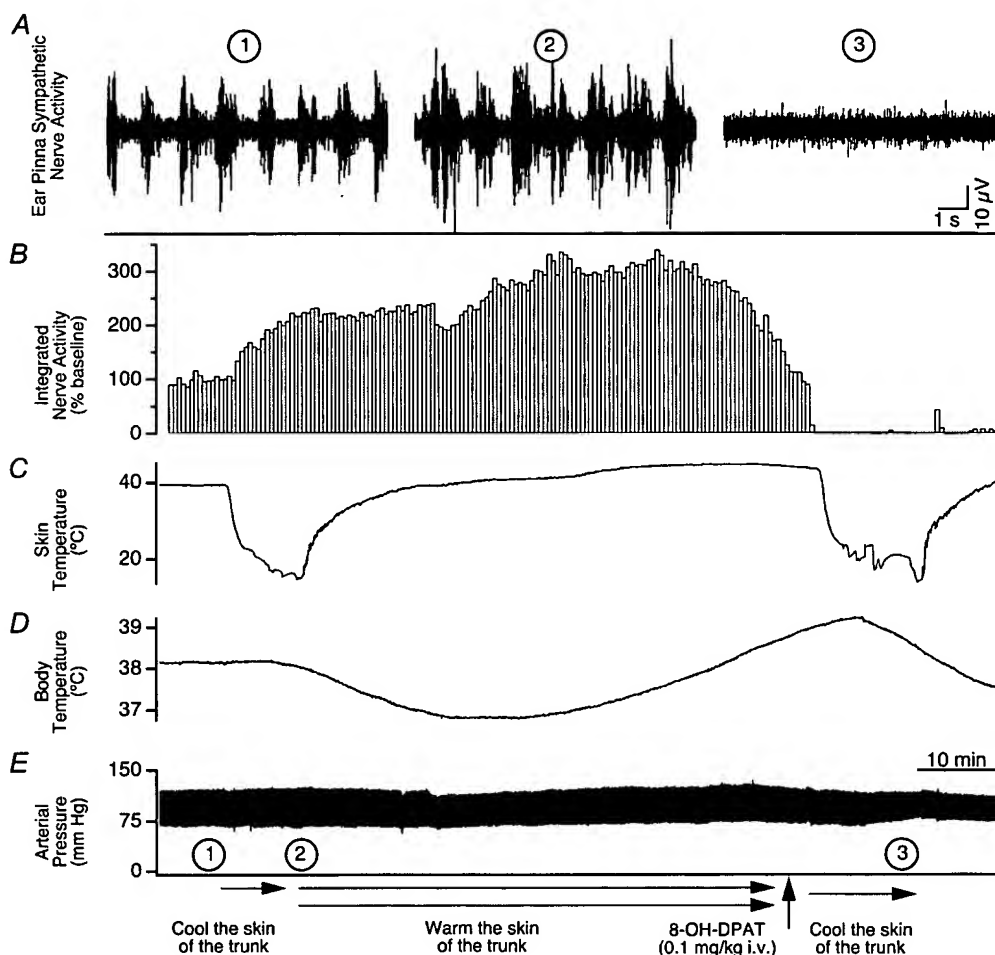 A
Ear Pinna Sympathetic
Nerve Activity
1
2
3
1 s
10 µV
B
Integrated
Nerve Activity
(% baseline)
300
200
100
0
C
Skin
Temperature
(°C)
40
20
D
Body
Temperature
(°C)
39
38
37
E
Arterial
Pressure
(mm Hg)
150
75
0
10 min
1
2
3
Cool the skin
of the trunk
Warm the skin
of the trunk
8-OH-DPAT
(0.1 mg/kg i.v.)
Cool the skin
of the trunk